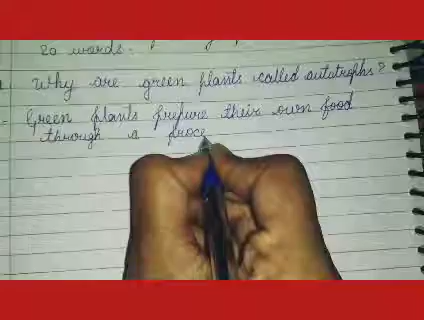 20 words.
Why are green plants called autotrophs?
Green plants prepare their own food
through a proce